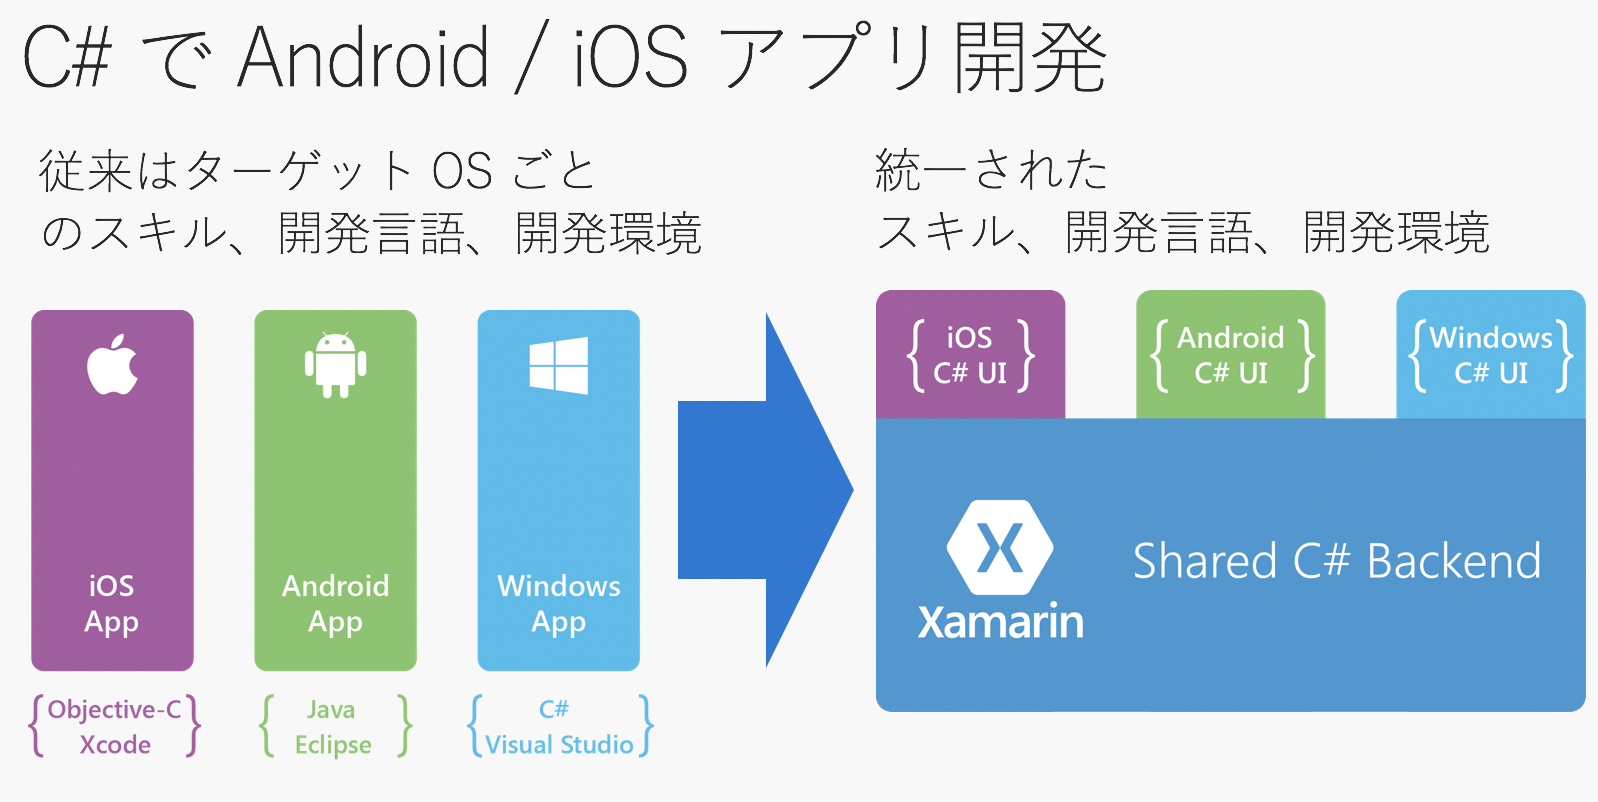 C# で Android / iOS アプリ開発
従来はターゲット OS ごと
のスキル、開発言語、開発環境
iOS
App
Objective-C
Xcode
Android
App
Java
Eclipse
Windows
App
C#
Visual Studio
統一された
スキル、開発言語、開発環境
{ iOS
C# UI }
{ Android
C# UI }
{ Windows
C# UI }
Xamarin
Shared C# Backend